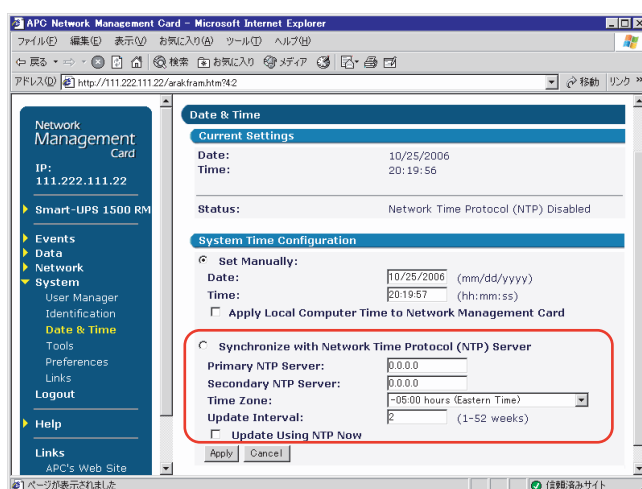 APC Network Management Card - Microsoft Internet Explorer
ファイル(F) 編集(E) 表示(V) お気に入り(A) ツール(T) ヘルプ(H)
戻る 検索 お気に入り メディア
アドレス(D) http://111.222.111.22/arakfram.htm?42 移動 リンク »
Network
Management
Card
IP:
111.222.111.22
Smart-UPS 1500 RM
Events
Data
Network
System
User Manager
Identification
Date & Time
Tools
Preferences
Links
Logout
Help
Links
APC's Web Site
Date & Time
Current Settings
Date: 10/25/2006
Time: 20:19:56
Status: Network Time Protocol (NTP) Disabled
System Time Configuration
Set Manually:
Date: 10/25/2006 (mm/dd/yyyy)
Time: 20:19:57 (hh:mm:ss)
Apply Local Computer Time to Network Management Card
Synchronize with Network Time Protocol (NTP) Server
Primary NTP Server: 0.0.0.0
Secondary NTP Server: 0.0.0.0
Time Zone: -05:00 hours (Eastern Time)
Update Interval: 2 (1-52 weeks)
Update Using NTP Now
Apply Cancel
ページが表示されました 信頼済みサイト